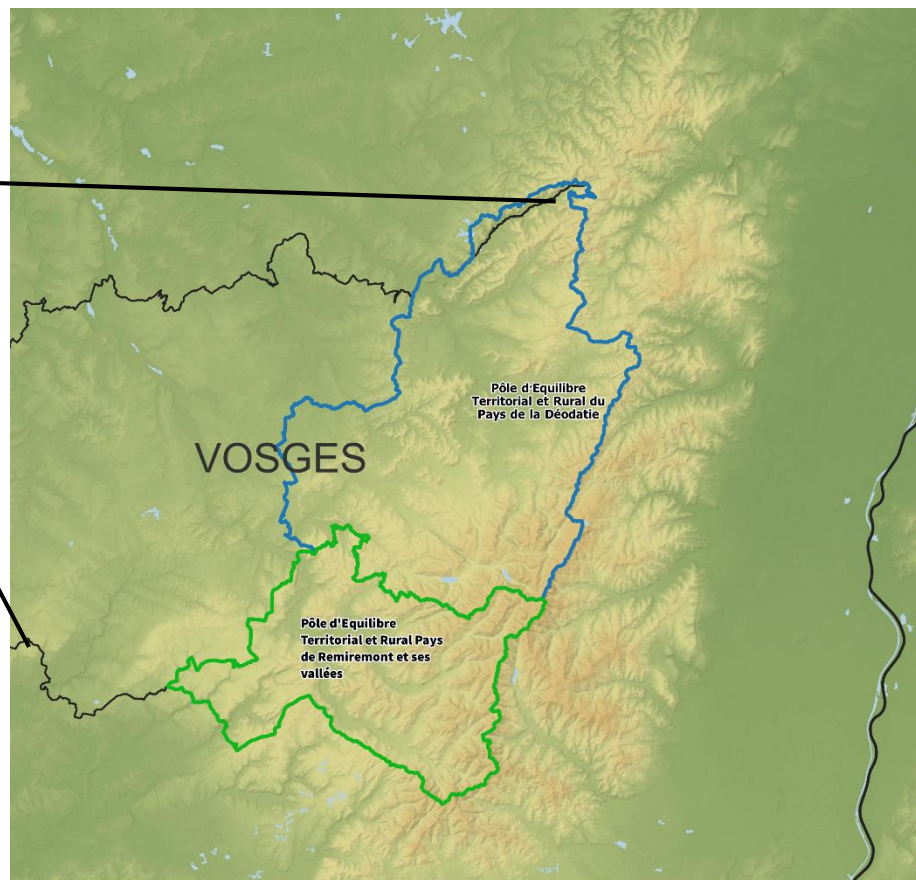 Pôle d'Equilibre
Territorial et Rural du
Pays de la Déodatie
VOSGES
Pôle d'Equilibre
Territorial et Rural Pays
de Remiremont et ses
vallées